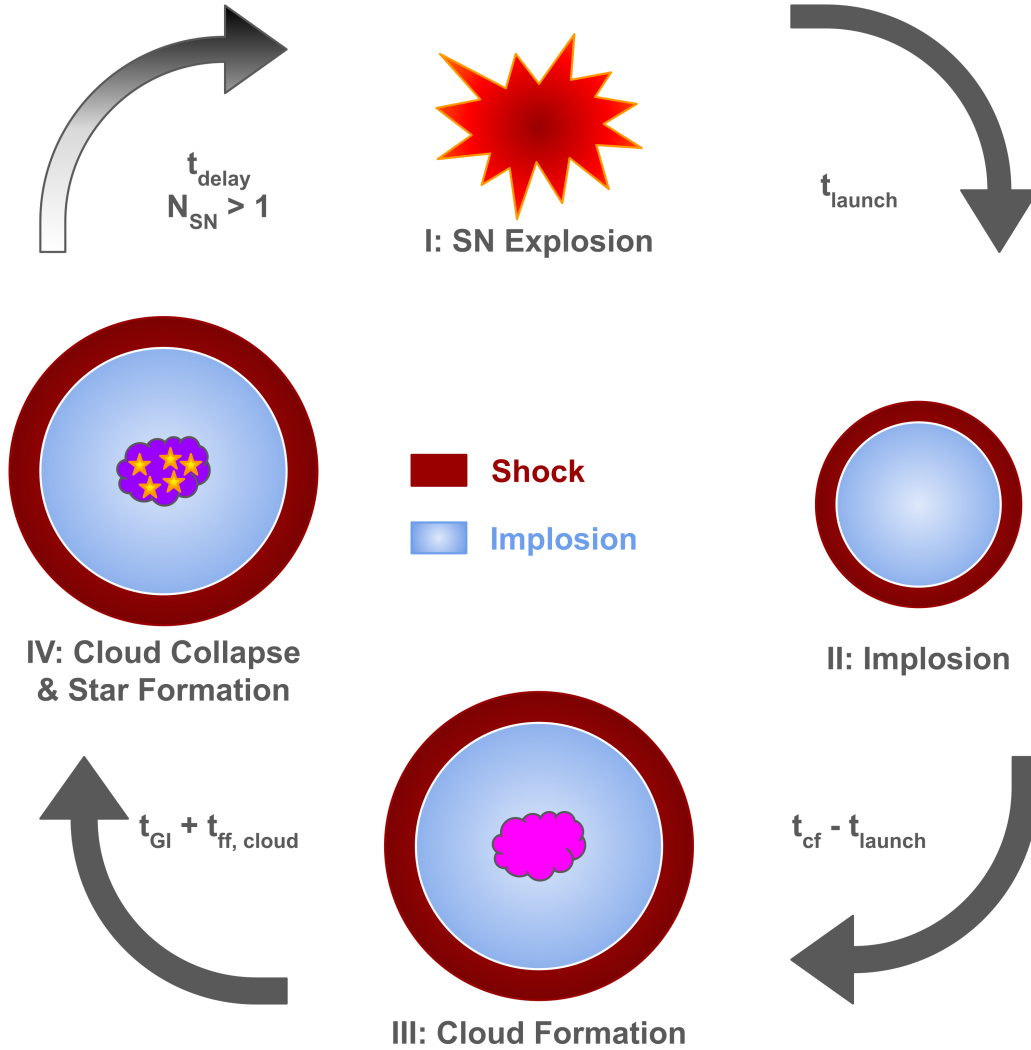 t_delay
N_SN > 1
t_launch
I: SN Explosion
Shock
Implosion
IV: Cloud Collapse
& Star Formation
II: Implosion
t_GI + t_ff, cloud
t_cf - t_launch
III: Cloud Formation